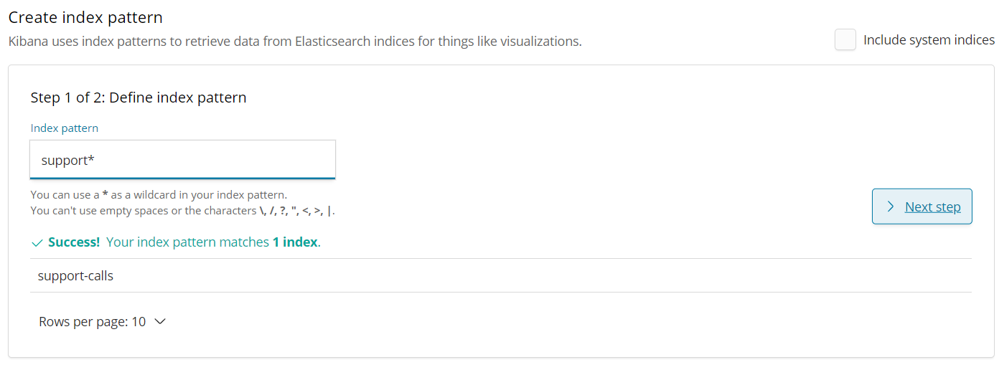 Create index pattern
Kibana uses index patterns to retrieve data from Elasticsearch indices for things like visualizations.
Include system indices
Step 1 of 2: Define index pattern
Index pattern
support*
You can use a * as a wildcard in your index pattern.
You can't use empty spaces or the characters \, /, ?, ", <, >, |.
Next step
Success! Your index pattern matches 1 index.
support-calls
Rows per page: 10